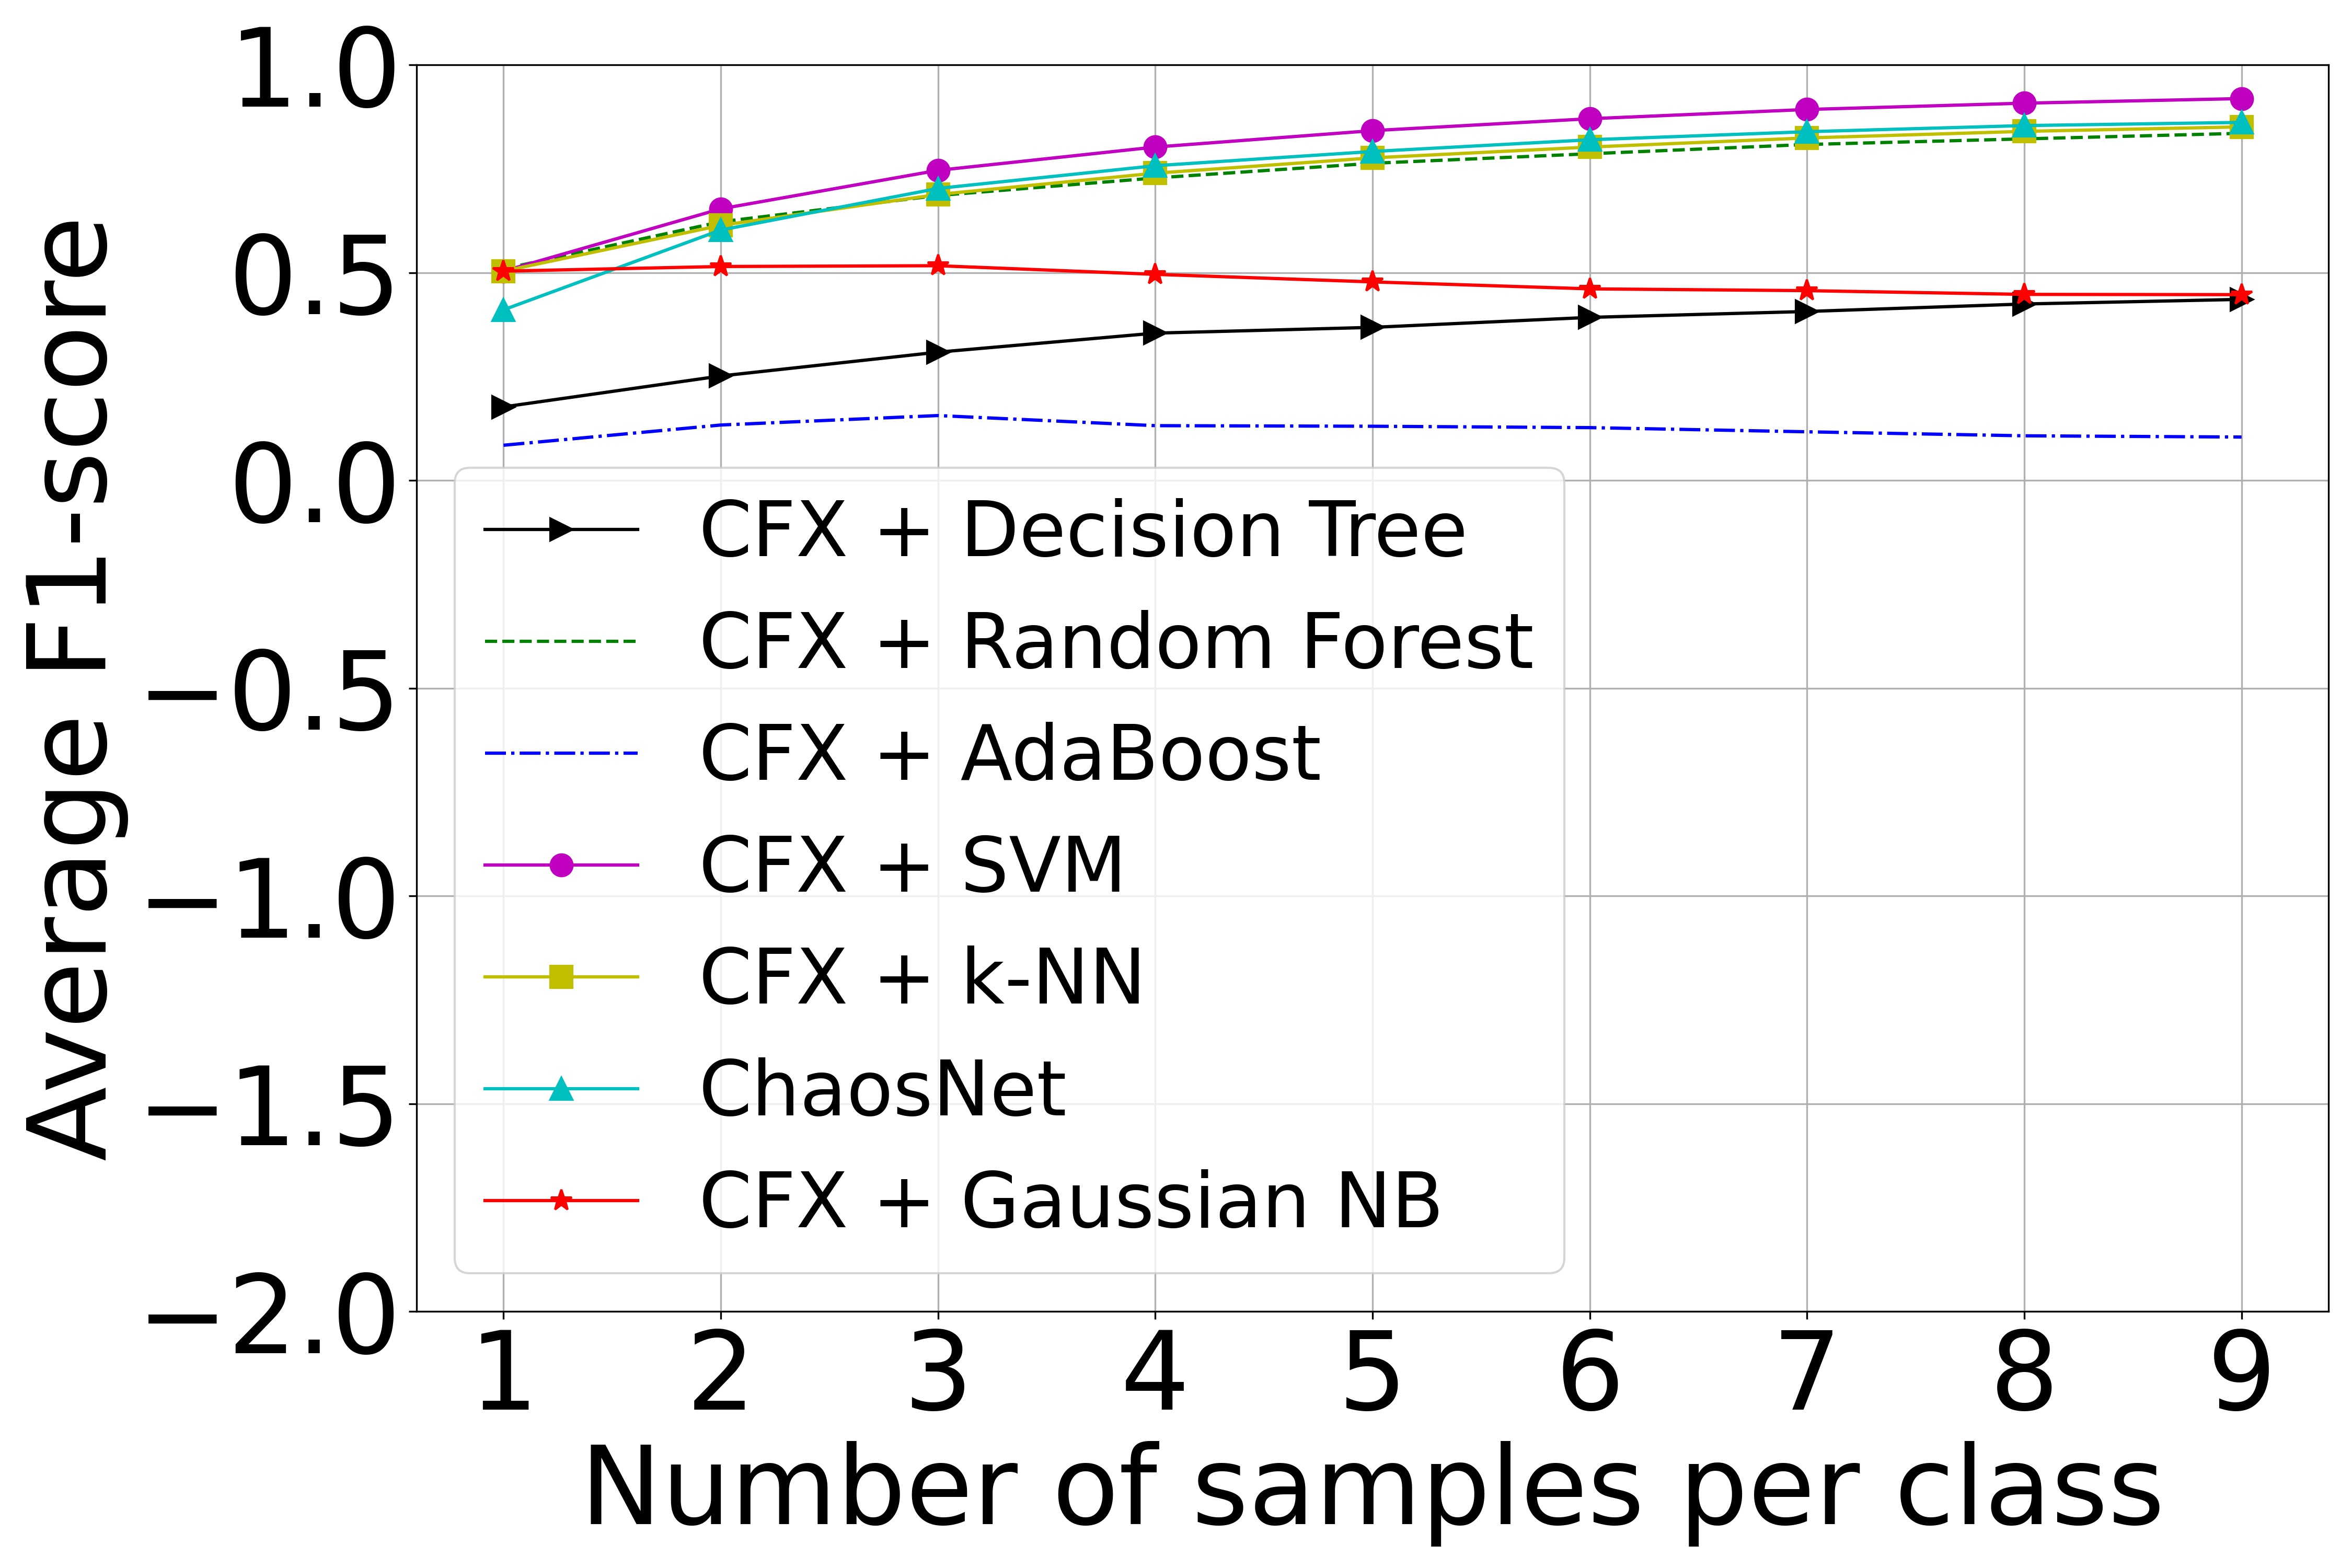 Average F1-score
1.0
0.5
0.0
−0.5
−1.0
−1.5
−2.0
CFX + Decision Tree
CFX + Random Forest
CFX + AdaBoost
CFX + SVM
CFX + k-NN
ChaosNet
CFX + Gaussian NB
1 2 3 4 5 6 7 8 9
Number of samples per class